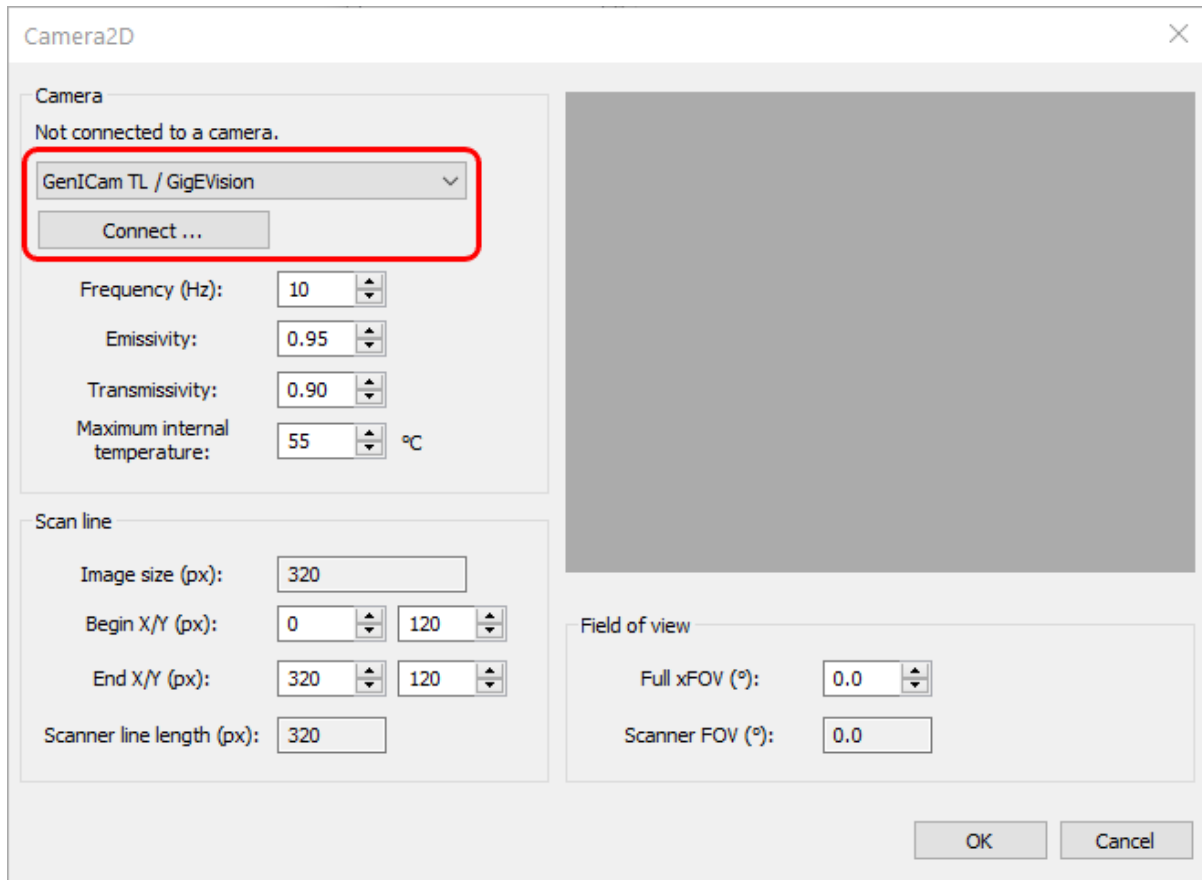 Camera2D
Camera
Not connected to a camera.
GenICam TL / GigEVision
Connect ...
Frequency (Hz): 10
Emissivity: 0.95
Transmissivity: 0.90
Maximum internal
temperature: 55 ºC
Scan line
Image size (px): 320
Begin X/Y (px): 0 120
End X/Y (px): 320 120
Scanner line length (px): 320
Field of view
Full xFOV (º): 0.0
Scanner FOV (º): 0.0
OK Cancel